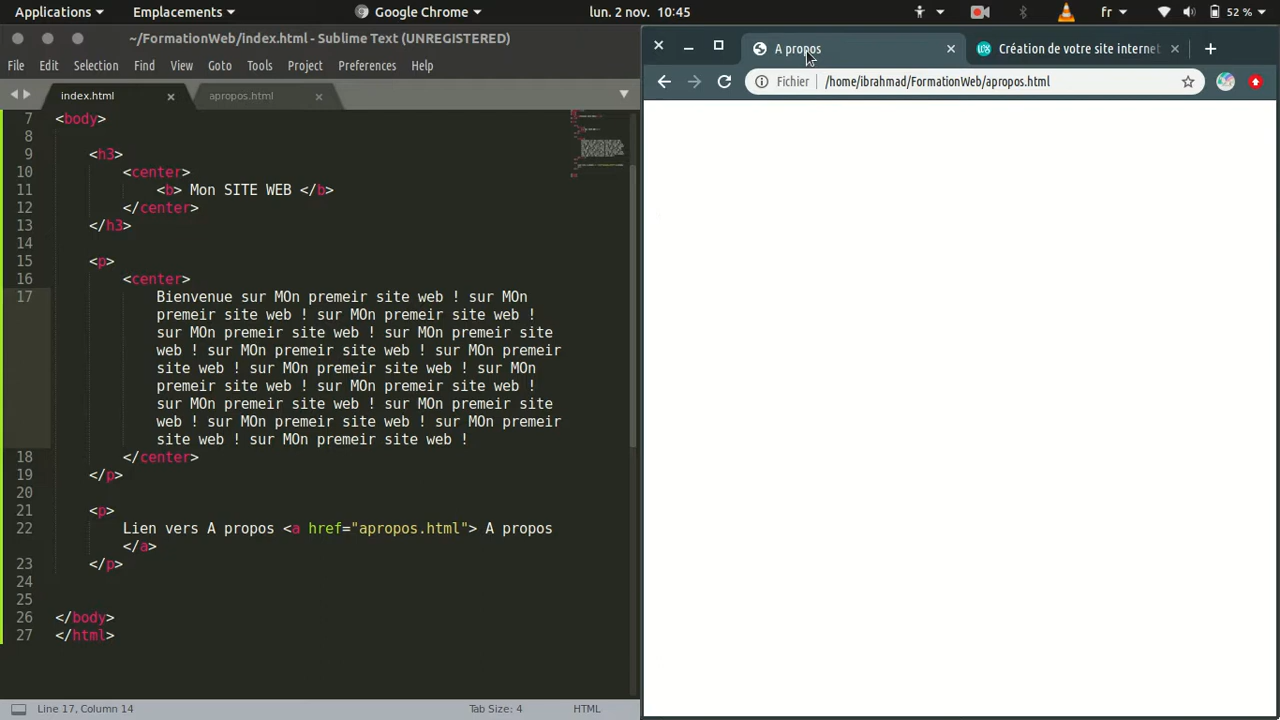 Applications Emplacements Google Chrome lun. 2 nov. 10:45 fr 52 %
~/FormationWeb/index.html - Sublime Text (UNREGISTERED)
File Edit Selection Find View Goto Tools Project Preferences Help
index.html apropos.html
7 <body>
8
9 <h3>
10 <center>
11 <b> Mon SITE WEB </b>
12 </center>
13 </h3>
14
15 <p>
16 <center>
17 Bienvenue sur MOn premeir site web ! sur MOn
premeir site web ! sur MOn premeir site web !
sur MOn premeir site web ! sur MOn premeir site
web ! sur MOn premeir site web ! sur MOn premeir
site web ! sur MOn premeir site web ! sur MOn
premeir site web ! sur MOn premeir site web !
sur MOn premeir site web ! sur MOn premeir site
web ! sur MOn premeir site web ! sur MOn premeir
site web ! sur MOn premeir site web !
18 </center>
19 </p>
20
21 <p>
22 Lien vers A propos <a href="apropos.html"> A propos
</a>
23 </p>
24
25
26 </body>
27 </html>
Line 17, Column 14 Tab Size: 4 HTML
A propos Création de votre site internet
Fichier /home/ibrahmad/FormationWeb/apropos.html